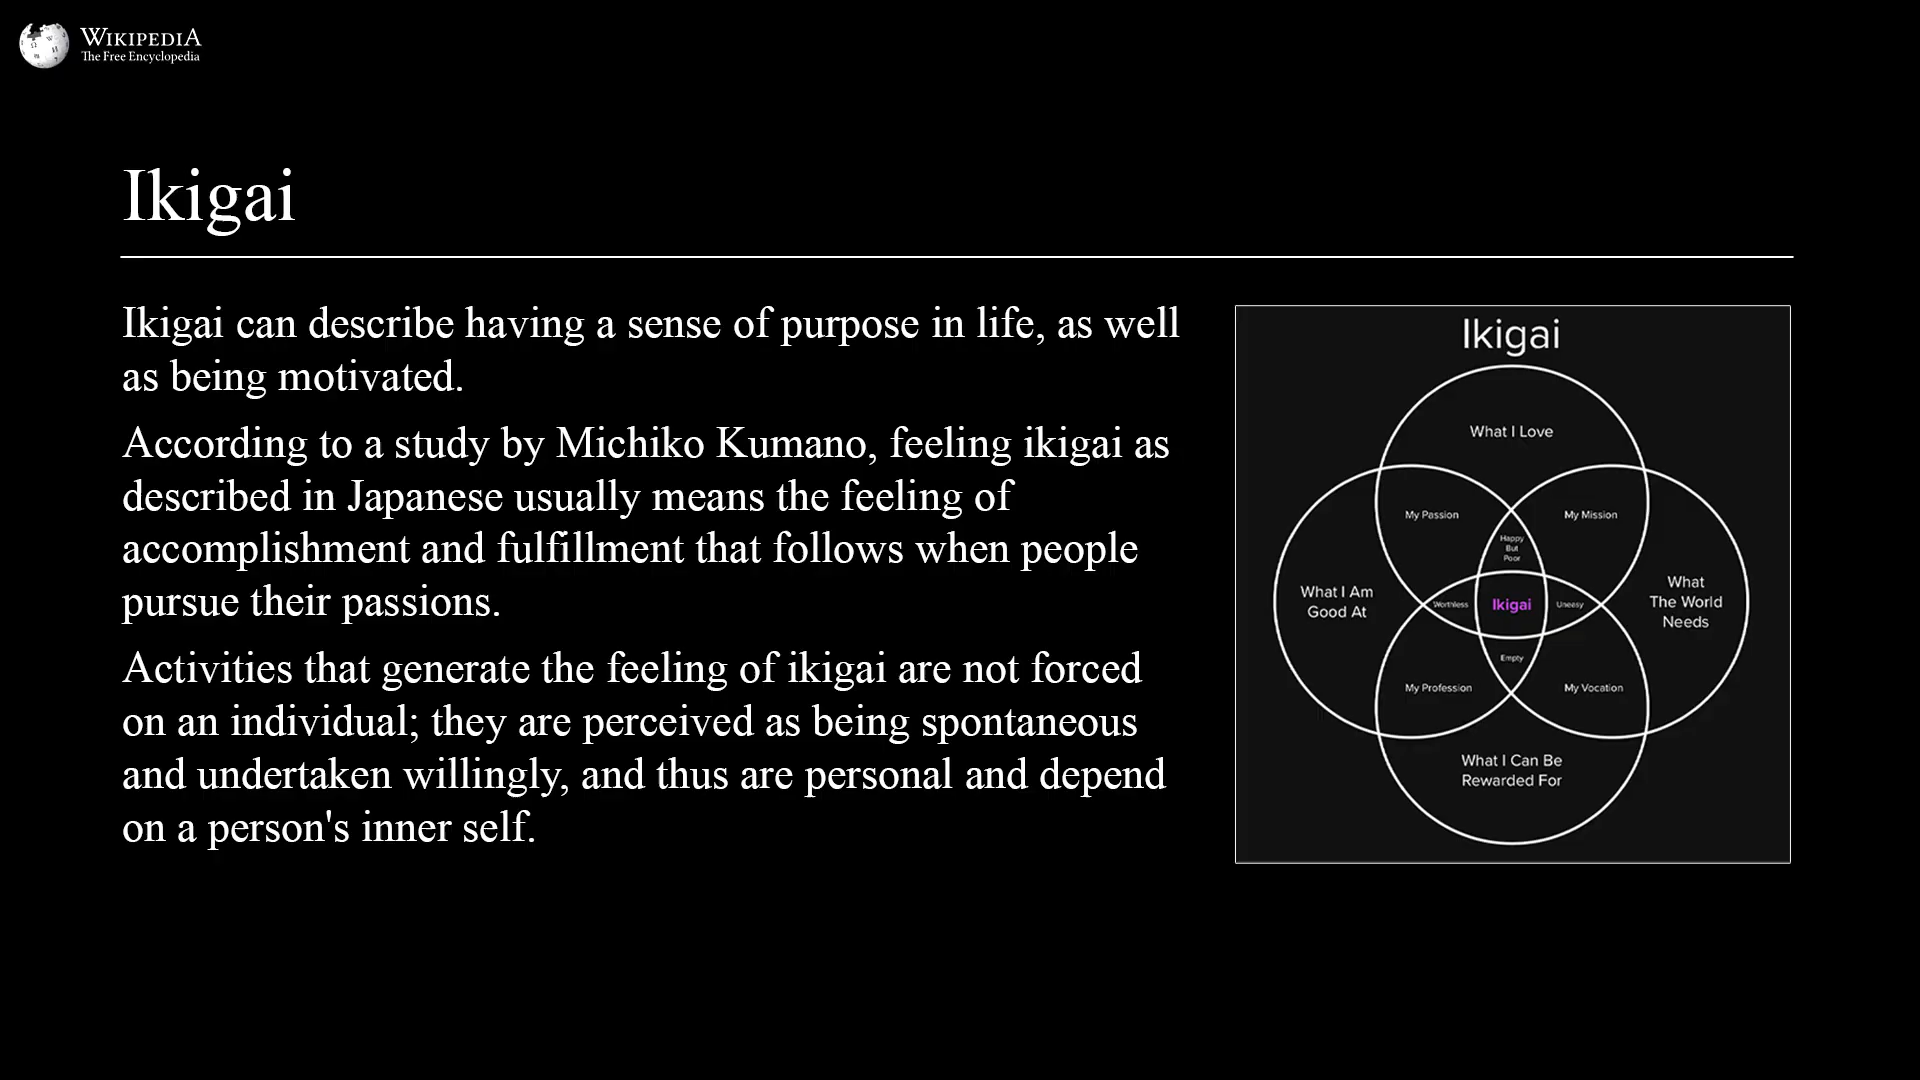 WIKIPEDIA
The Free Encyclopedia
Ikigai
Ikigai can describe having a sense of purpose in life, as well
as being motivated.
According to a study by Michiko Kumano, feeling ikigai as
described in Japanese usually means the feeling of
accomplishment and fulfillment that follows when people
pursue their passions.
Activities that generate the feeling of ikigai are not forced
on an individual; they are perceived as being spontaneous
and undertaken willingly, and thus are personal and depend
on a person's inner self.
Ikigai
What I Love
My Passion
My Mission
Happy
But
Poor
What I Am
Good At
What
The World
Needs
Worthless
Ikigai
Uneasy
Empty
My Profession
My Vocation
What I Can Be
Rewarded For